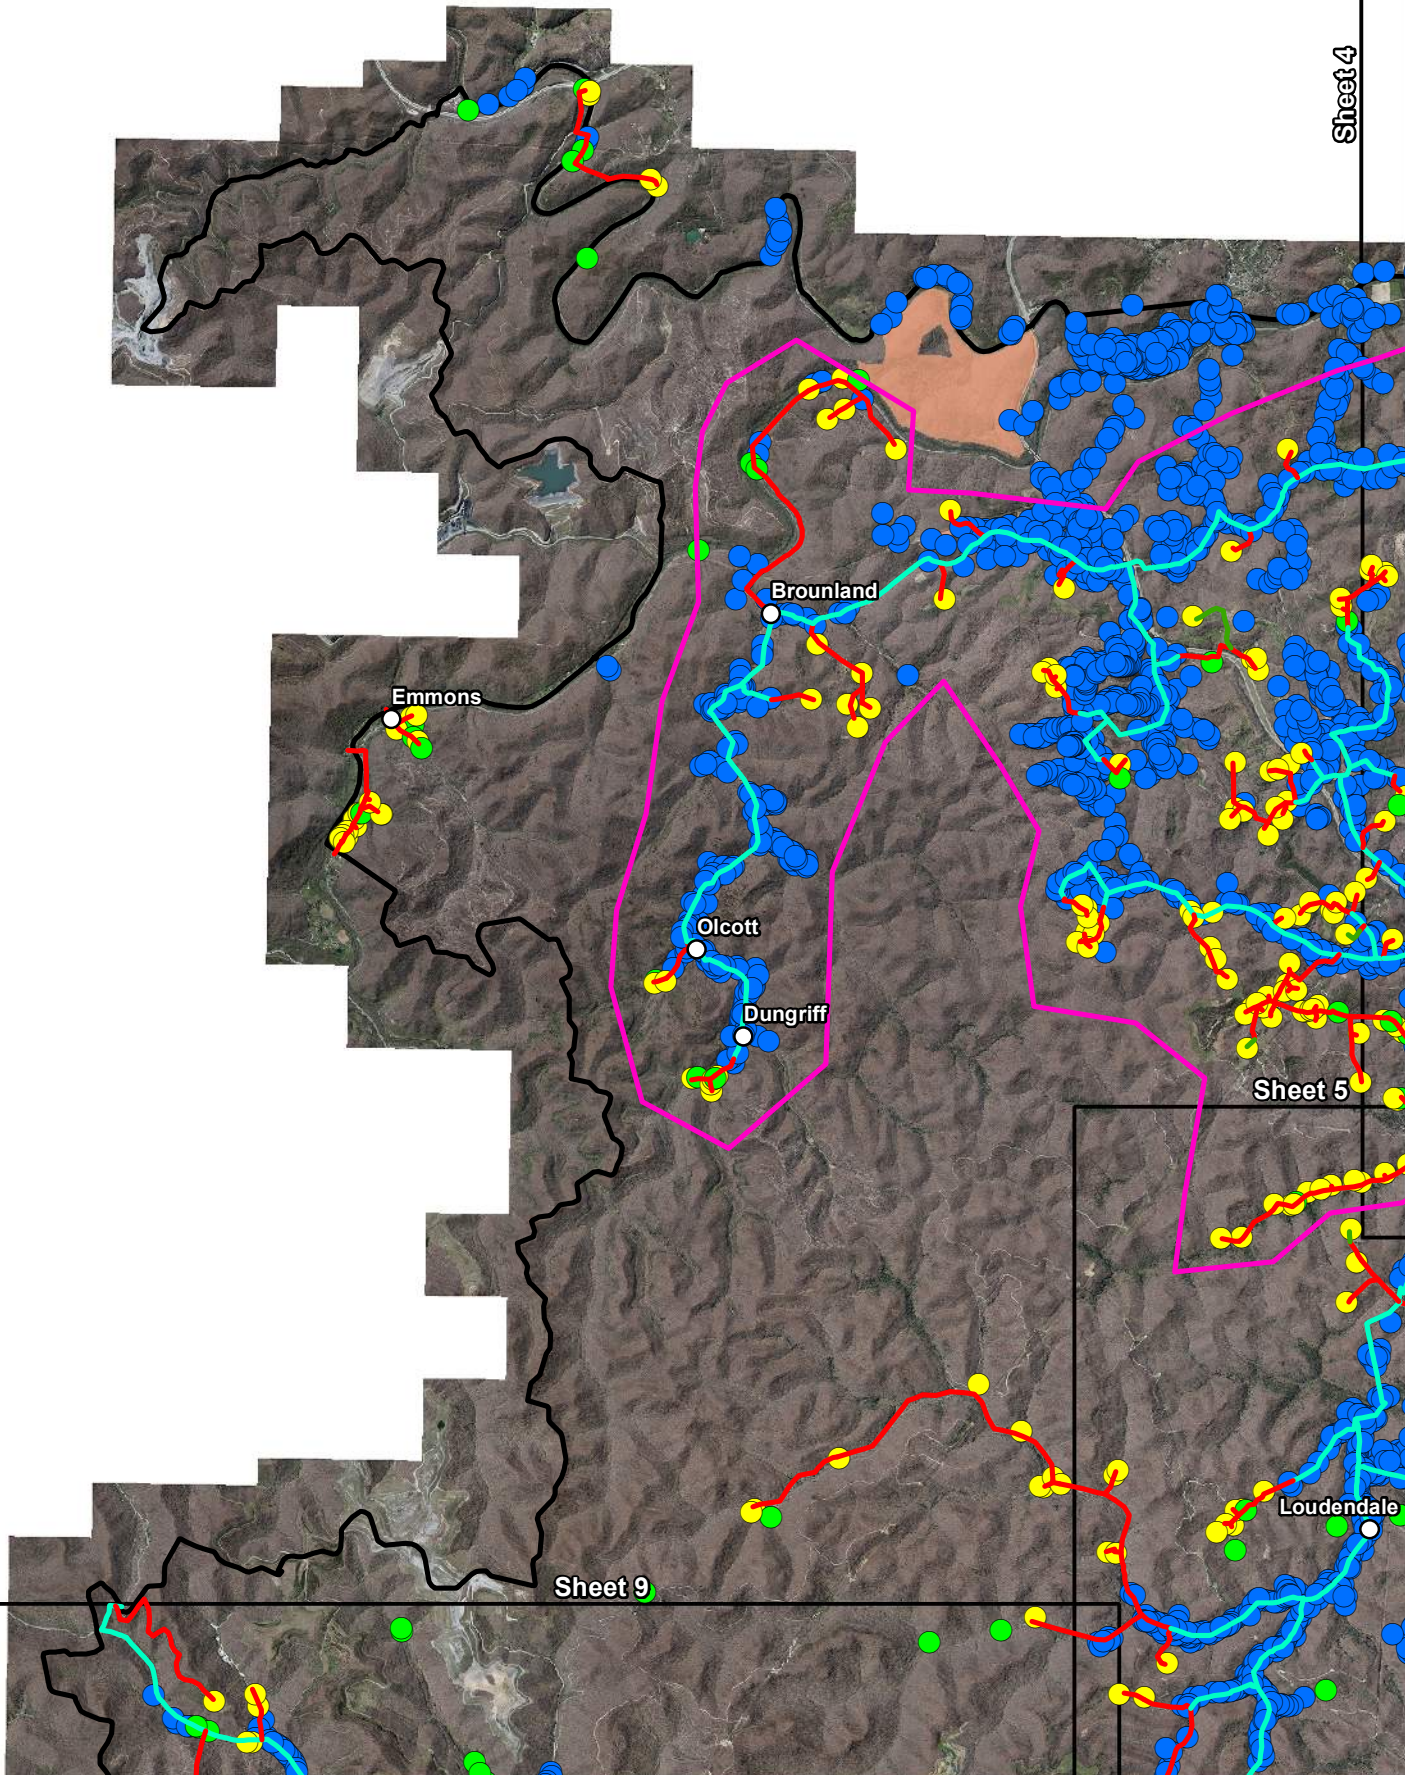 Sheet 4
Brounland
Emmons
Olcott
Dungriff
Sheet 5
Loudendale
Sheet 9